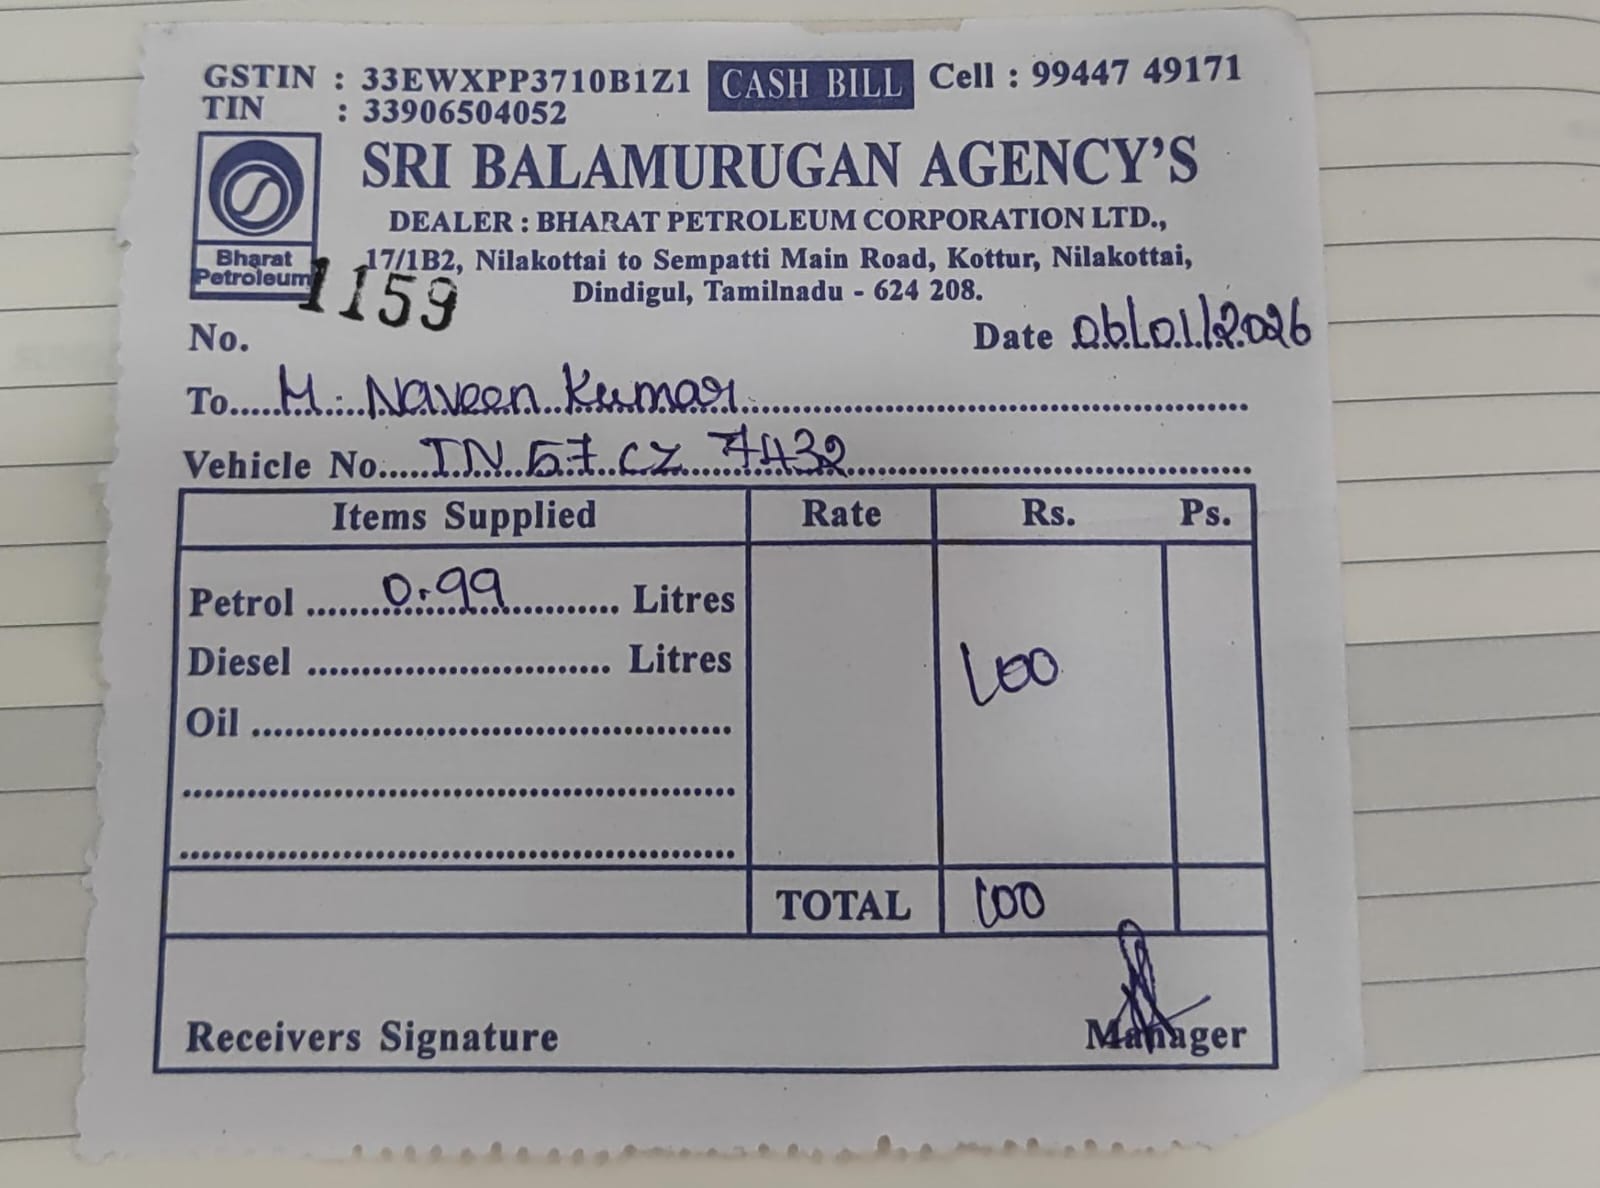 GSTIN : 33EWXPP3710B1Z1 CASH BILL Cell : 99447 49171
TIN : 33906504052
SRI BALAMURUGAN AGENCY'S
DEALER : BHARAT PETROLEUM CORPORATION LTD.,
Bharat Petroleum
17/1B2, Nilakottai to Sempatti Main Road, Kottur, Nilakottai,
Dindigul, Tamilnadu - 624 208.
No. 1159 Date 06/01/2026
To..... M. Naveen Kumar
Vehicle No..... TN 57 CZ 7432
Items Supplied Rate Rs. Ps.
Petrol 0.99 Litres
Diesel Litres
100
Oil
TOTAL 100
Receivers Signature Manager